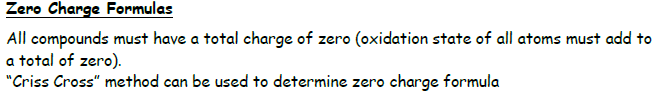 Zero Charge Formulas
All compounds must have a total charge of zero (oxidation state of all atoms must add to
a total of zero).
"Criss Cross" method can be used to determine zero charge formula